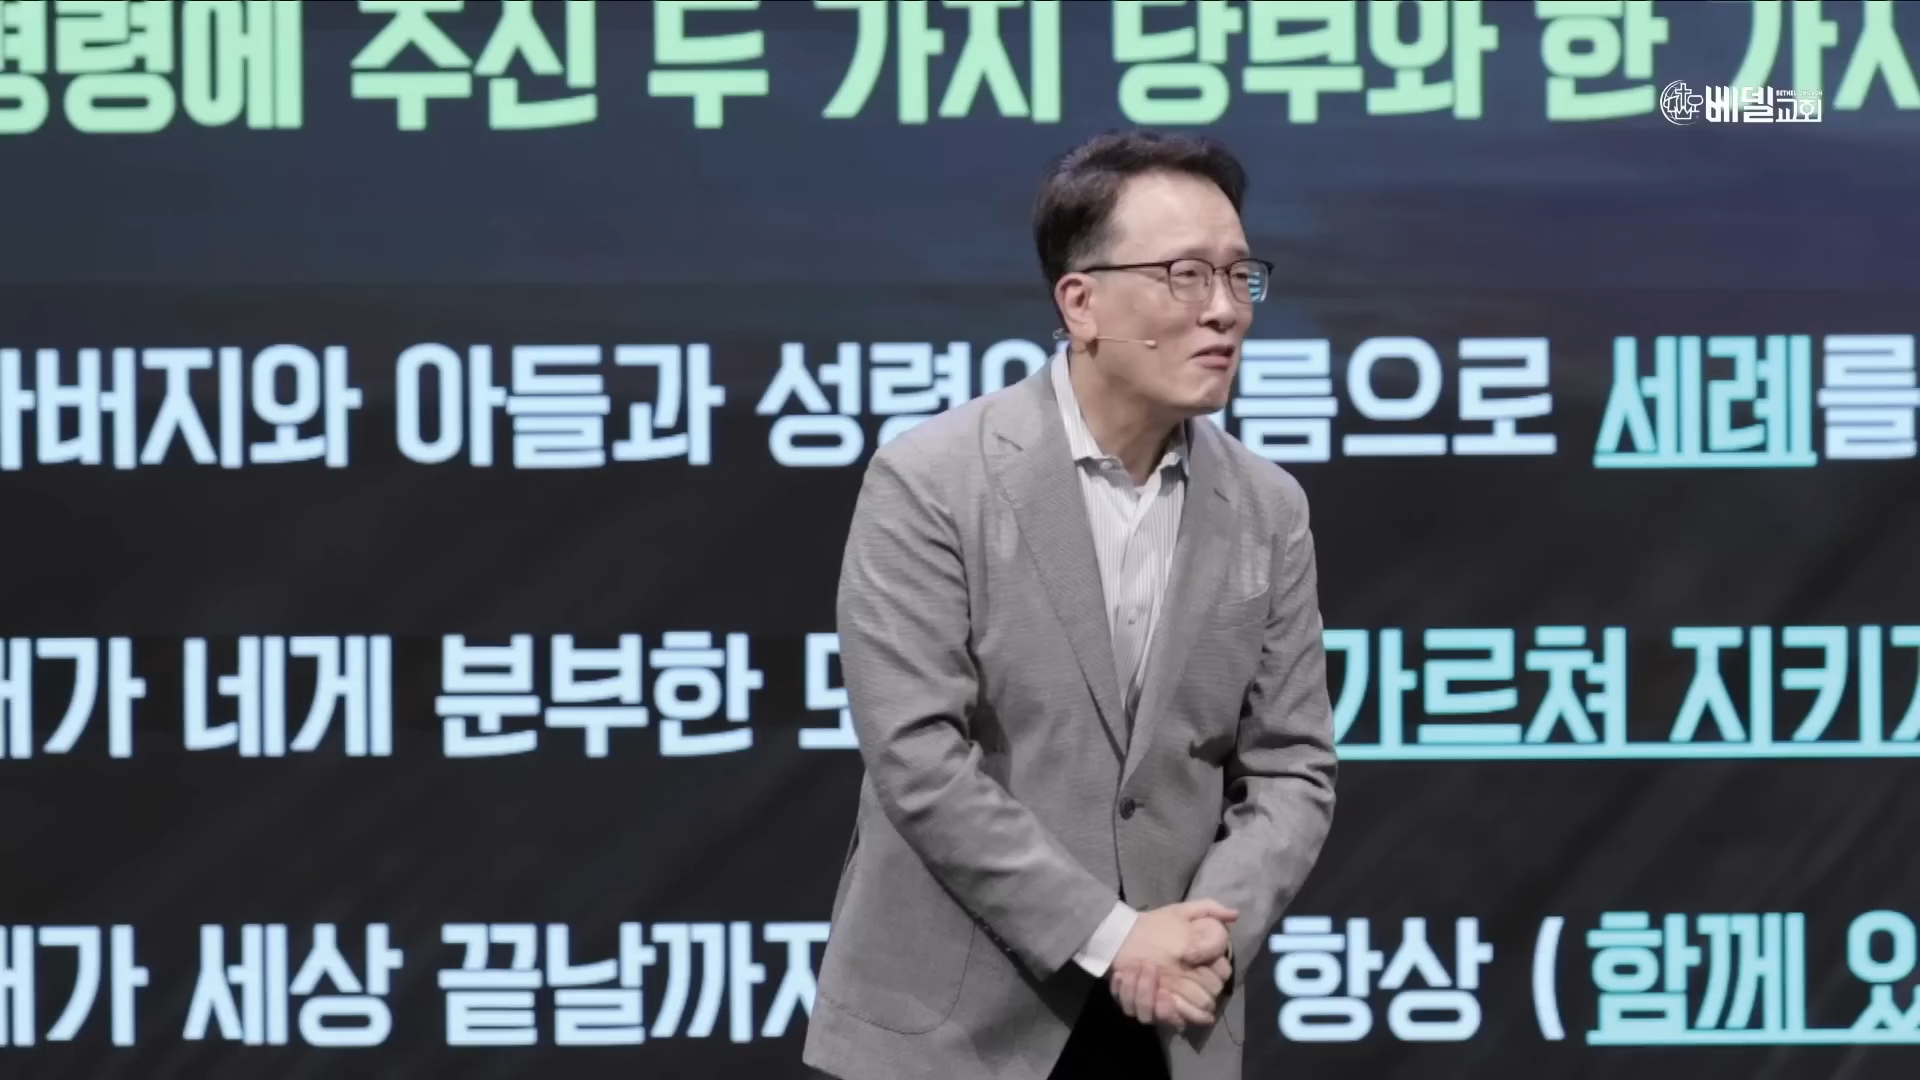 명령에 주신 두 가지 당부와 한 가지
베델교회
BETHEL CHURCH
아버지와 아들과 성령의 이름으로 세례를
내가 네게 분부한 모 가르쳐 지키게
내가 세상 끝날까지 항상 ( 함께 있